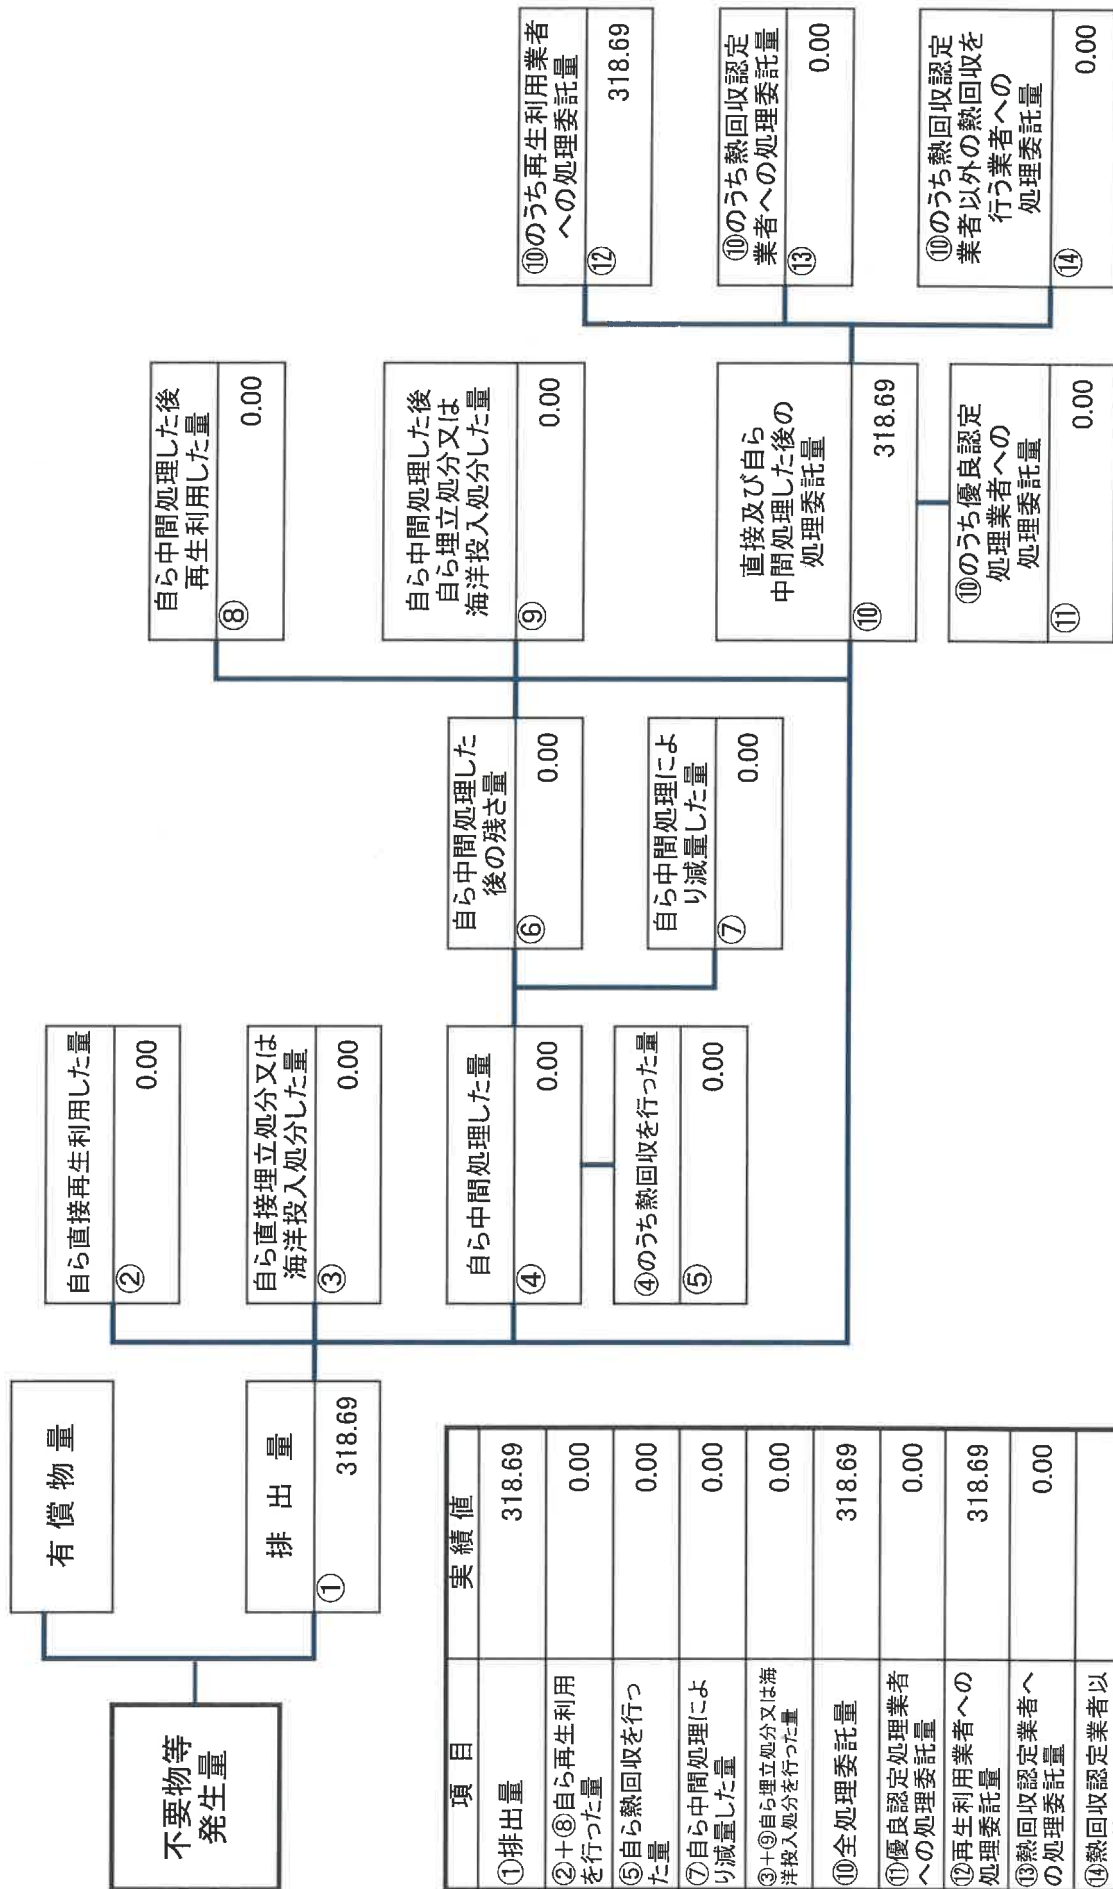 不要物等
発生量
有償物量
排出量
①
318.69
自ら直接再生利用した量
②
0.00
自ら直接埋立処分又は
海洋投入処分した量
③
0.00
自ら中間処理した量
④
0.00
④のうち熱回収を行った量
⑤
0.00
自ら中間処理した
後の残さ量
⑥
0.00
自ら中間処理によ
り減量した量
⑦
0.00
自ら中間処理した後
再生利用した量
⑧
0.00
自ら中間処理した後
自ら埋立処分又は
海洋投入処分した量
⑨
0.00
直接及び自ら
中間処理した後の
処理委託量
⑩
318.69
⑩のうち優良認定
処理業者への
処理委託量
⑪
0.00
⑩のうち再生利用業者
への処理委託量
⑫
318.69
⑩のうち熱回収認定
業者への処理委託量
⑬
0.00
⑩のうち熱回収認定
業者以外の熱回収を
行う業者への
処理委託量
⑭
0.00
項目 実績値
①排出量 318.69
②+⑧自ら再生利用
を行った量 0.00
⑤自ら熱回収を行っ
た量 0.00
⑦自ら中間処理によ
り減量した量 0.00
③+⑨自ら埋立処分又は海
洋投入処分を行った量 0.00
⑩全処理委託量 318.69
⑪優良認定処理業者
への処理委託量 0.00
⑫再生利用業者への
処理委託量 318.69
⑬熱回収認定業者へ
の処理委託量 0.00
⑭熱回収認定業者以